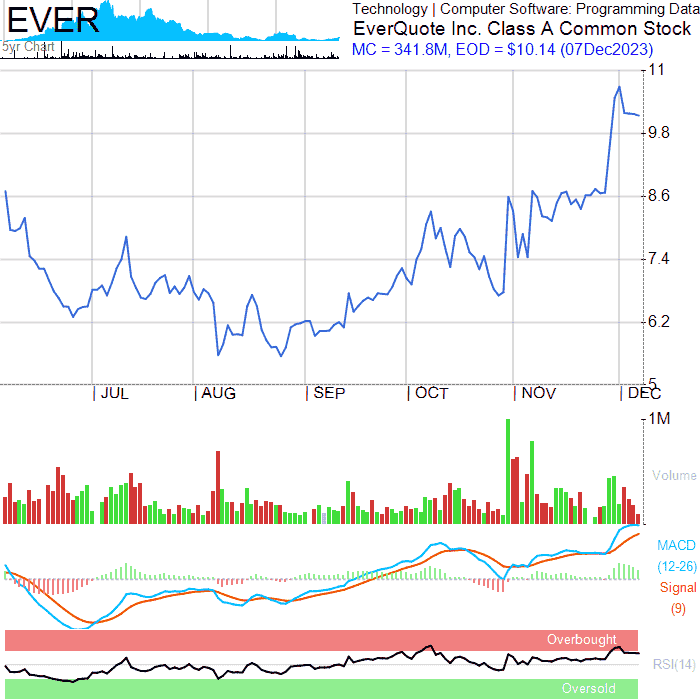 EVER
5yr Chart
Technology | Computer Software: Programming Data
EverQuote Inc. Class A Common Stock
MC = 341.8M, EOD = $10.14 (07Dec2023)
11
9.8
8.6
7.4
6.2
5
JUL AUG SEP OCT NOV DEC
1M
Volume
MACD
(12-26)
Signal
(9)
Overbought
RSI(14)
Oversold